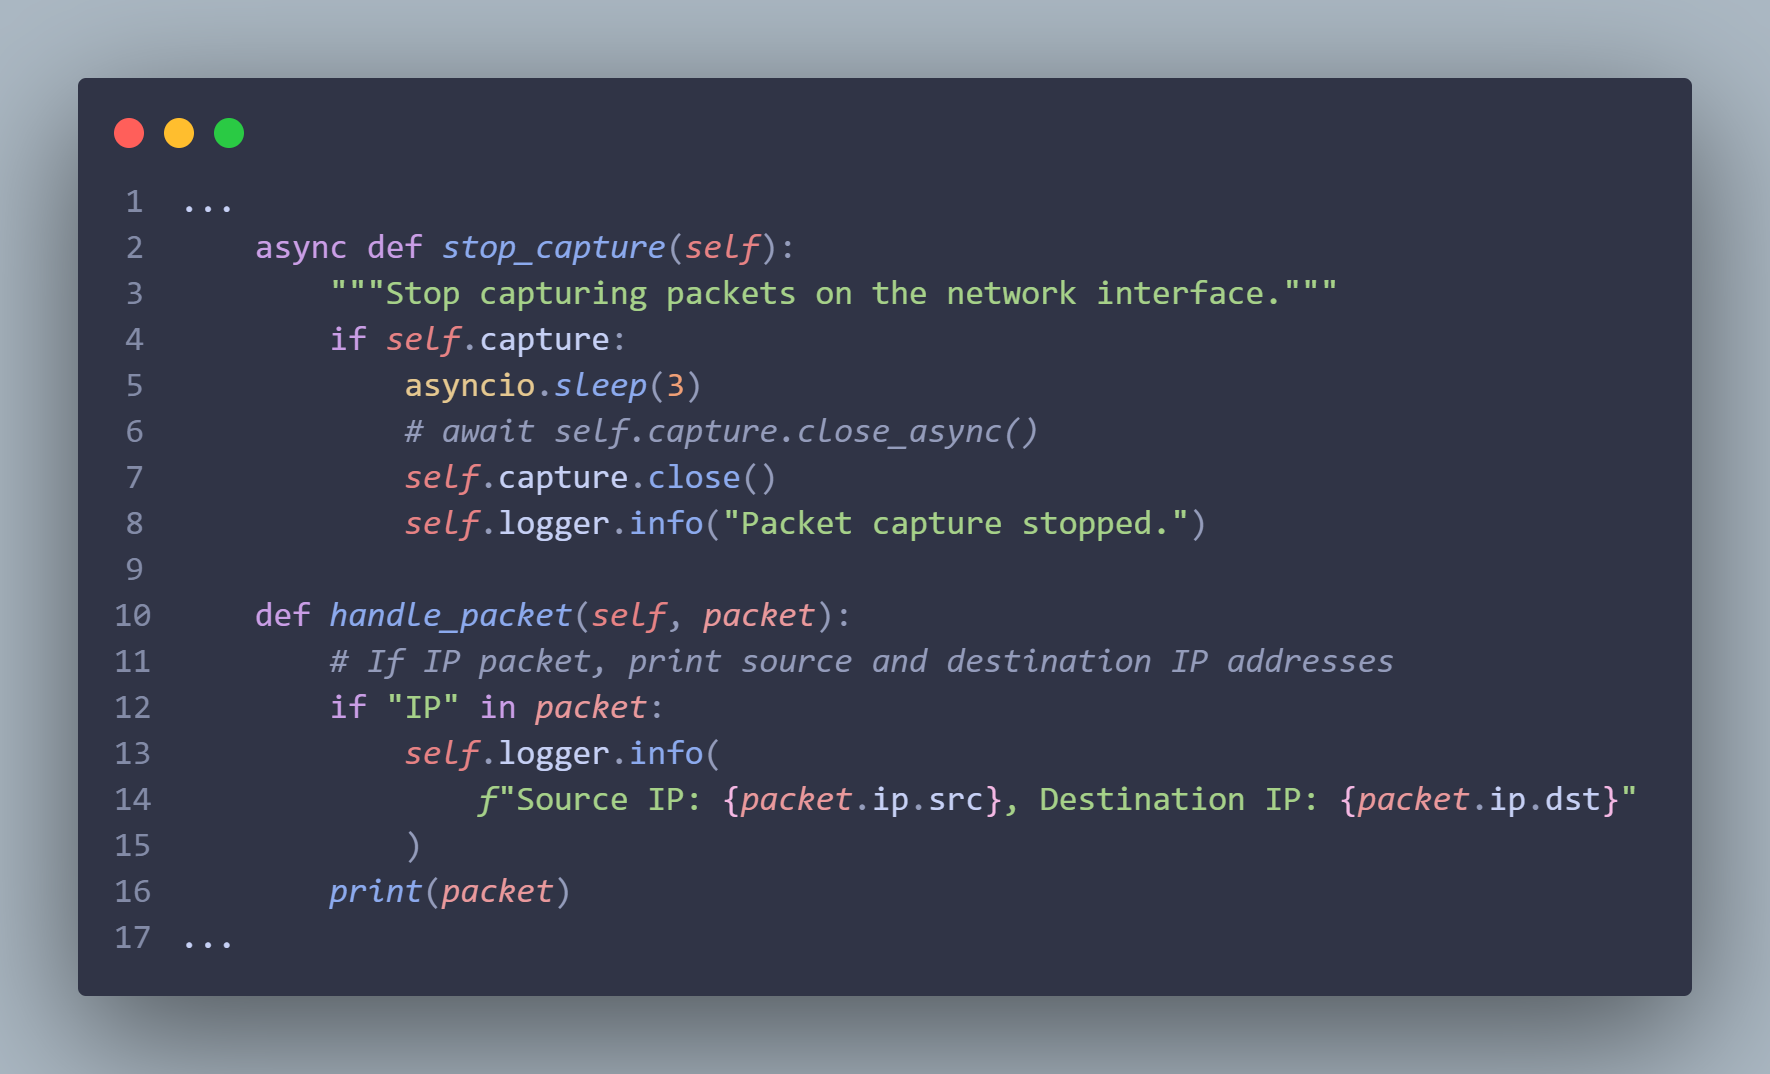 1 ...
2     async def stop_capture(self):
3         """Stop capturing packets on the network interface."""
4         if self.capture:
5             asyncio.sleep(3)
6             # await self.capture.close_async()
7             self.capture.close()
8             self.logger.info("Packet capture stopped.")
9
10     def handle_packet(self, packet):
11         # If IP packet, print source and destination IP addresses
12         if "IP" in packet:
13             self.logger.info(
14                 f"Source IP: {packet.ip.src}, Destination IP: {packet.ip.dst}"
15             )
16         print(packet)
17 ...